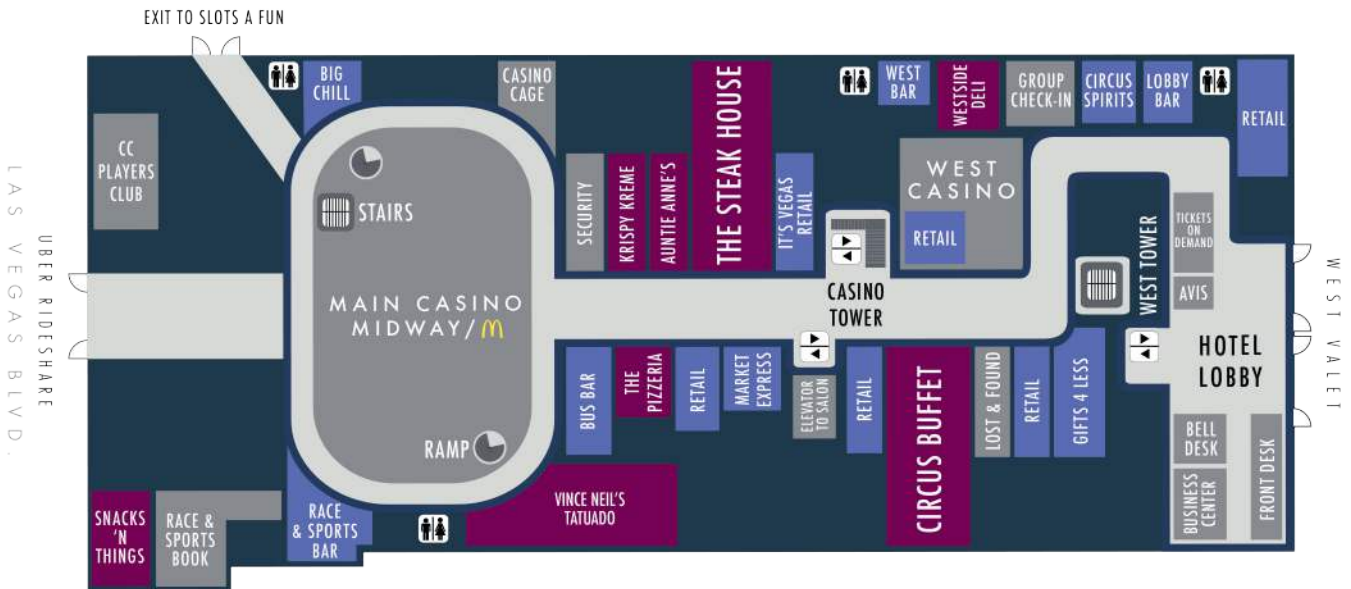 EXIT TO SLOTS A FUN
BIG
CHILL
CASINO
CAGE
THE STEAK HOUSE
WEST
BAR
WESTSIDE
DELI
GROUP
CHECK-IN
CIRCUS
SPIRITS
LOBBY
BAR
RETAIL
CC
PLAYERS
CLUB
LAS VEGAS BLVD.
UBER RIDESHARE
STAIRS
SECURITY
KRISPY KREME
AUNTIE ANNE'S
IT'S VEGAS
RETAIL
WEST
CASINO
RETAIL
TICKETS
ON
DEMAND
WEST TOWER
AVIS
WEST VALET
MAIN CASINO
MIDWAY/
CASINO
TOWER
HOTEL
LOBBY
BUS BAR
THE
PIZZERIA
RETAIL
MARKET
EXPRESS
ELEVATOR
TO SALON
RETAIL
CIRCUS BUFFET
LOST & FOUND
RETAIL
GIFTS 4 LESS
RAMP
BELL
DESK
BUSINESS
CENTER
FRONT DESK
SNACKS
'N
THINGS
RACE &
SPORTS
BOOK
RACE
& SPORTS
BAR
VINCE NEIL'S
TATUADO